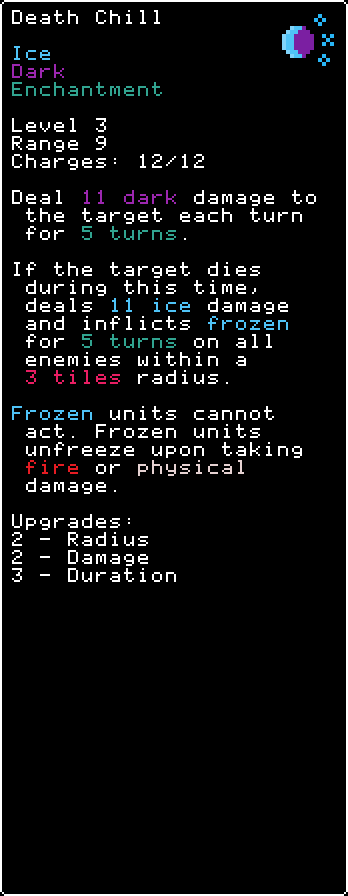 Death Chill
Ice
Dark
Enchantment
Level 3
Range 9
Charges: 12/12
Deal 11 dark damage to
the target each turn
for 5 turns.
If the target dies
during this time,
deals 11 ice damage
and inflicts frozen
for 5 turns on all
enemies within a
3 tiles radius.
Frozen units cannot
act. Frozen units
unfreeze upon taking
fire or physical
damage.
Upgrades:
2 - Radius
2 - Damage
3 - Duration